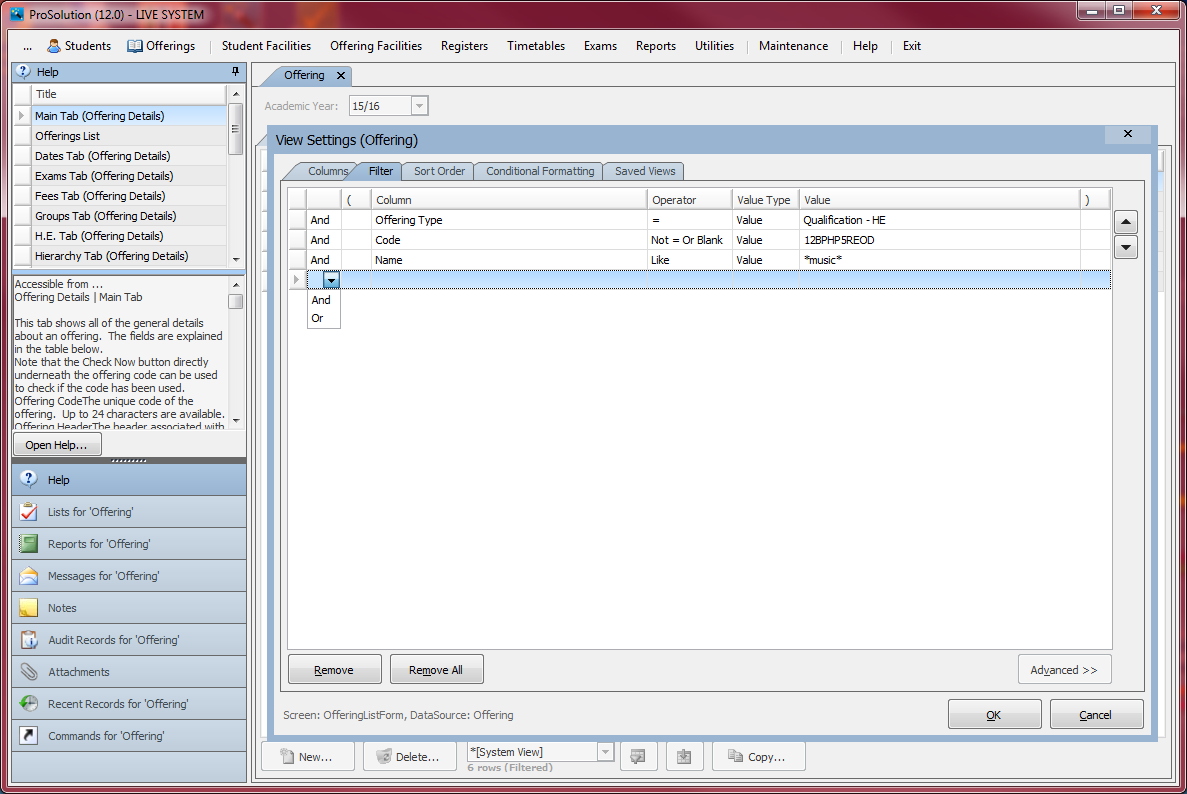 ProSolution (12.0) - LIVE SYSTEM
... Students Offerings Student Facilities Offering Facilities Registers Timetables Exams Reports Utilities Maintenance Help Exit
Help
Title
Main Tab (Offering Details)
Offerings List
Dates Tab (Offering Details)
Exams Tab (Offering Details)
Fees Tab (Offering Details)
Groups Tab (Offering Details)
H.E. Tab (Offering Details)
Hierarchy Tab (Offering Details)
Accessible from ...
Offering Details | Main Tab
This tab shows all of the general details
about an offering. The fields are explained
in the table below.
Note that the Check Now button directly
underneath the offering code can be used
to check if the code has been used.
Offering CodeThe unique code of the
offering. Up to 24 characters are available.
Offering HeaderThe header associated with
Open Help...
Help
Lists for 'Offering'
Reports for 'Offering'
Messages for 'Offering'
Notes
Audit Records for 'Offering'
Attachments
Recent Records for 'Offering'
Commands for 'Offering'
Offering
Academic Year: 15/16
View Settings (Offering)
Columns Filter Sort Order Conditional Formatting Saved Views
( Column Operator Value Type Value )
And Offering Type = Value Qualification - HE
And Code Not = Or Blank Value 12BPHP5REOD
And Name Like Value *music*
And
Or
Remove Remove All Advanced >>
Screen: OfferingListForm, DataSource: Offering
OK Cancel
New... Delete... *[System View] Copy...
6 rows (Filtered)